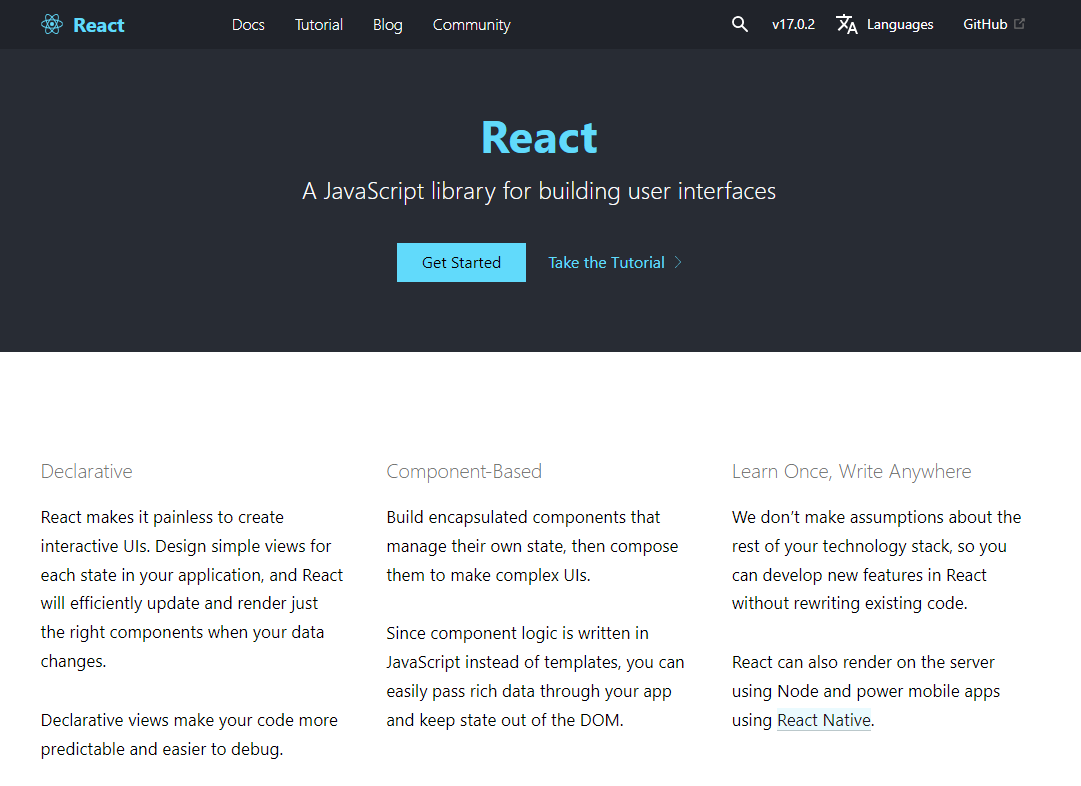 React
Docs
Tutorial
Blog
Community
v17.0.2
Languages
GitHub
React
A JavaScript library for building user interfaces
Get Started
Take the Tutorial
Declarative
React makes it painless to create
interactive UIs. Design simple views for
each state in your application, and React
will efficiently update and render just
the right components when your data
changes.
Declarative views make your code more
predictable and easier to debug.
Component-Based
Build encapsulated components that
manage their own state, then compose
them to make complex UIs.
Since component logic is written in
JavaScript instead of templates, you can
easily pass rich data through your app
and keep state out of the DOM.
Learn Once, Write Anywhere
We don’t make assumptions about the
rest of your technology stack, so you
can develop new features in React
without rewriting existing code.
React can also render on the server
using Node and power mobile apps
using React Native.